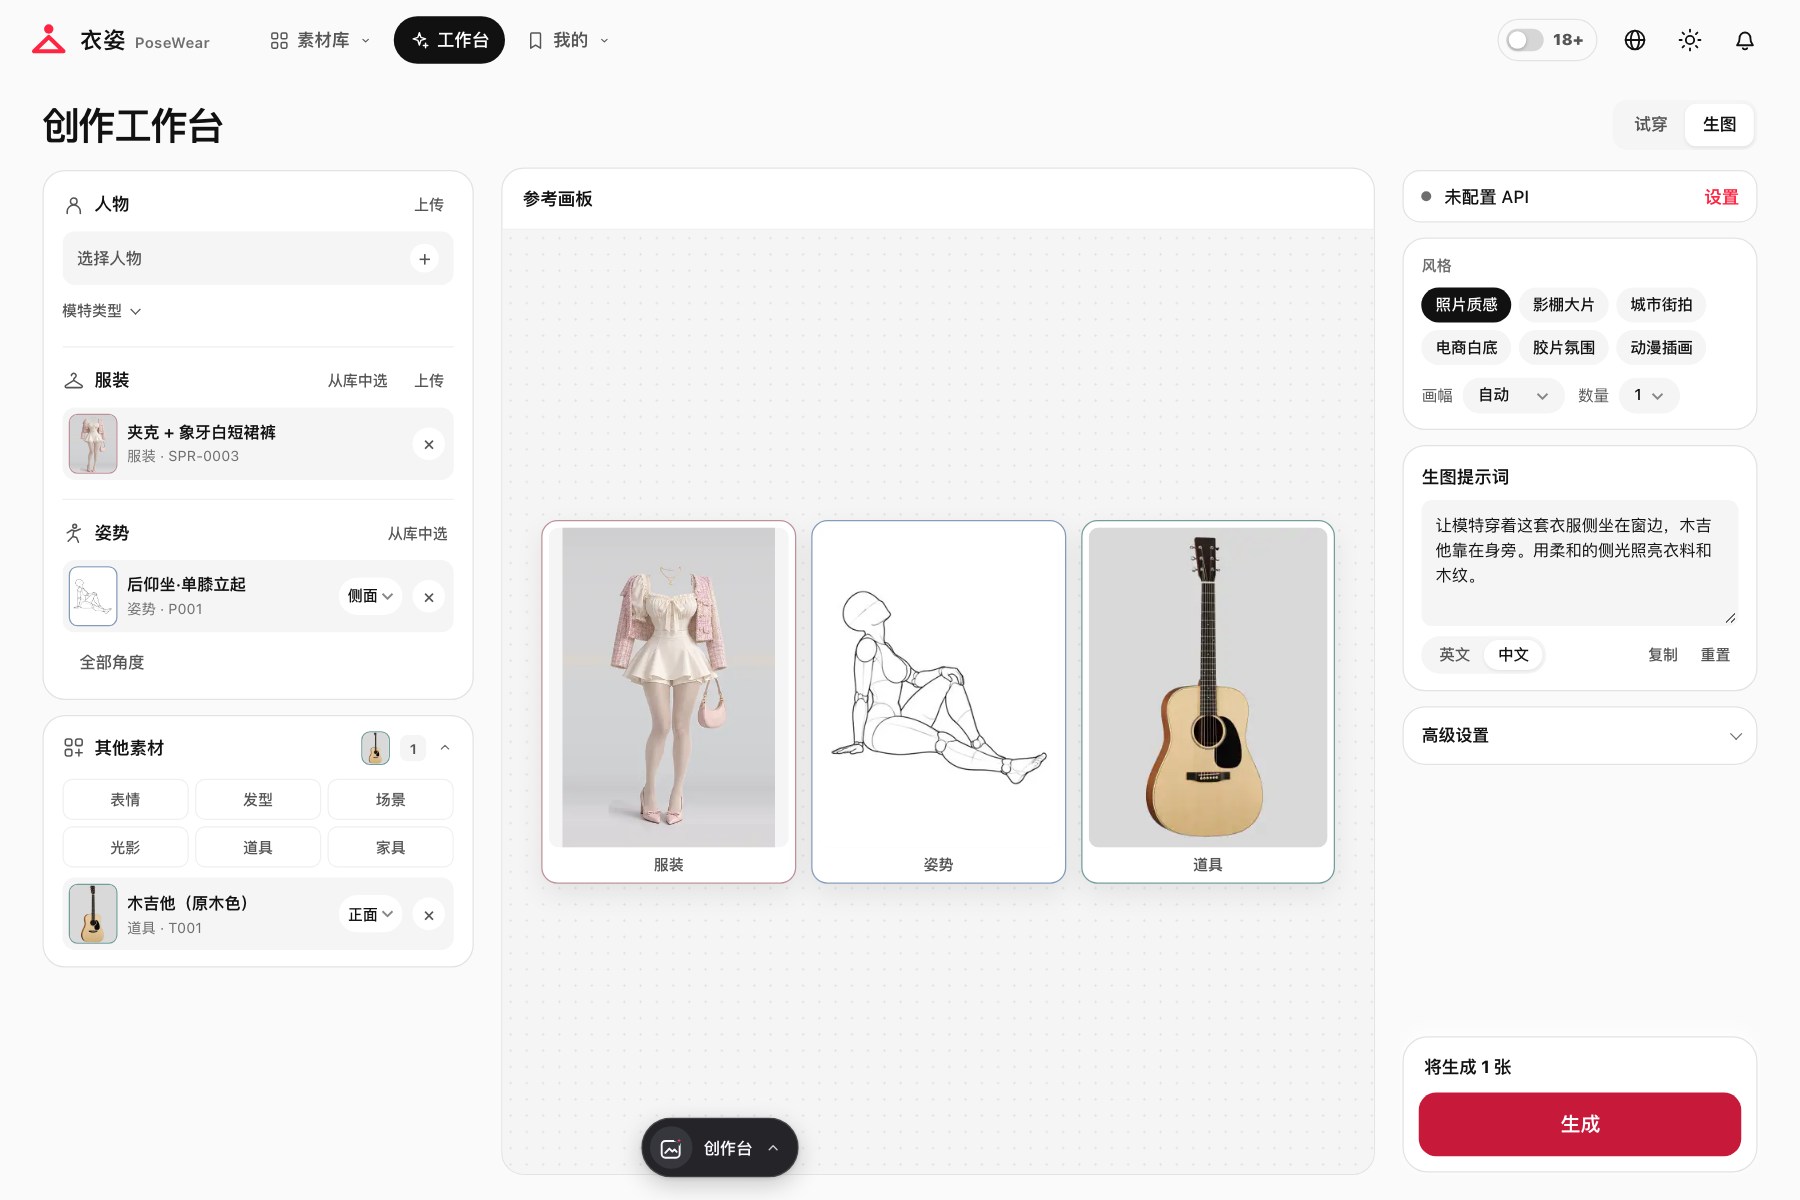 衣姿 PoseWear
素材库
工作台
我的
18+
创作工作台
试穿
生图
人物
上传
选择人物
模特类型
服装
从库中选
上传
夹克 + 象牙白短裙裤
服装 · SPR-0003
姿势
从库中选
后仰坐·单膝立起
姿势 · P001
侧面
全部角度
其他素材
1
表情
发型
场景
光影
道具
家具
木吉他（原木色）
道具 · T001
正面
参考画板
服装
姿势
道具
创作台
未配置 API
设置
风格
照片质感
影棚大片
城市街拍
电商白底
胶片氛围
动漫插画
画幅
自动
数量
1
生图提示词
让模特穿着这套衣服侧坐在窗边，木吉
他靠在身旁。用柔和的侧光照亮衣料和
木纹。
英文
中文
复制
重置
高级设置
将生成 1 张
生成